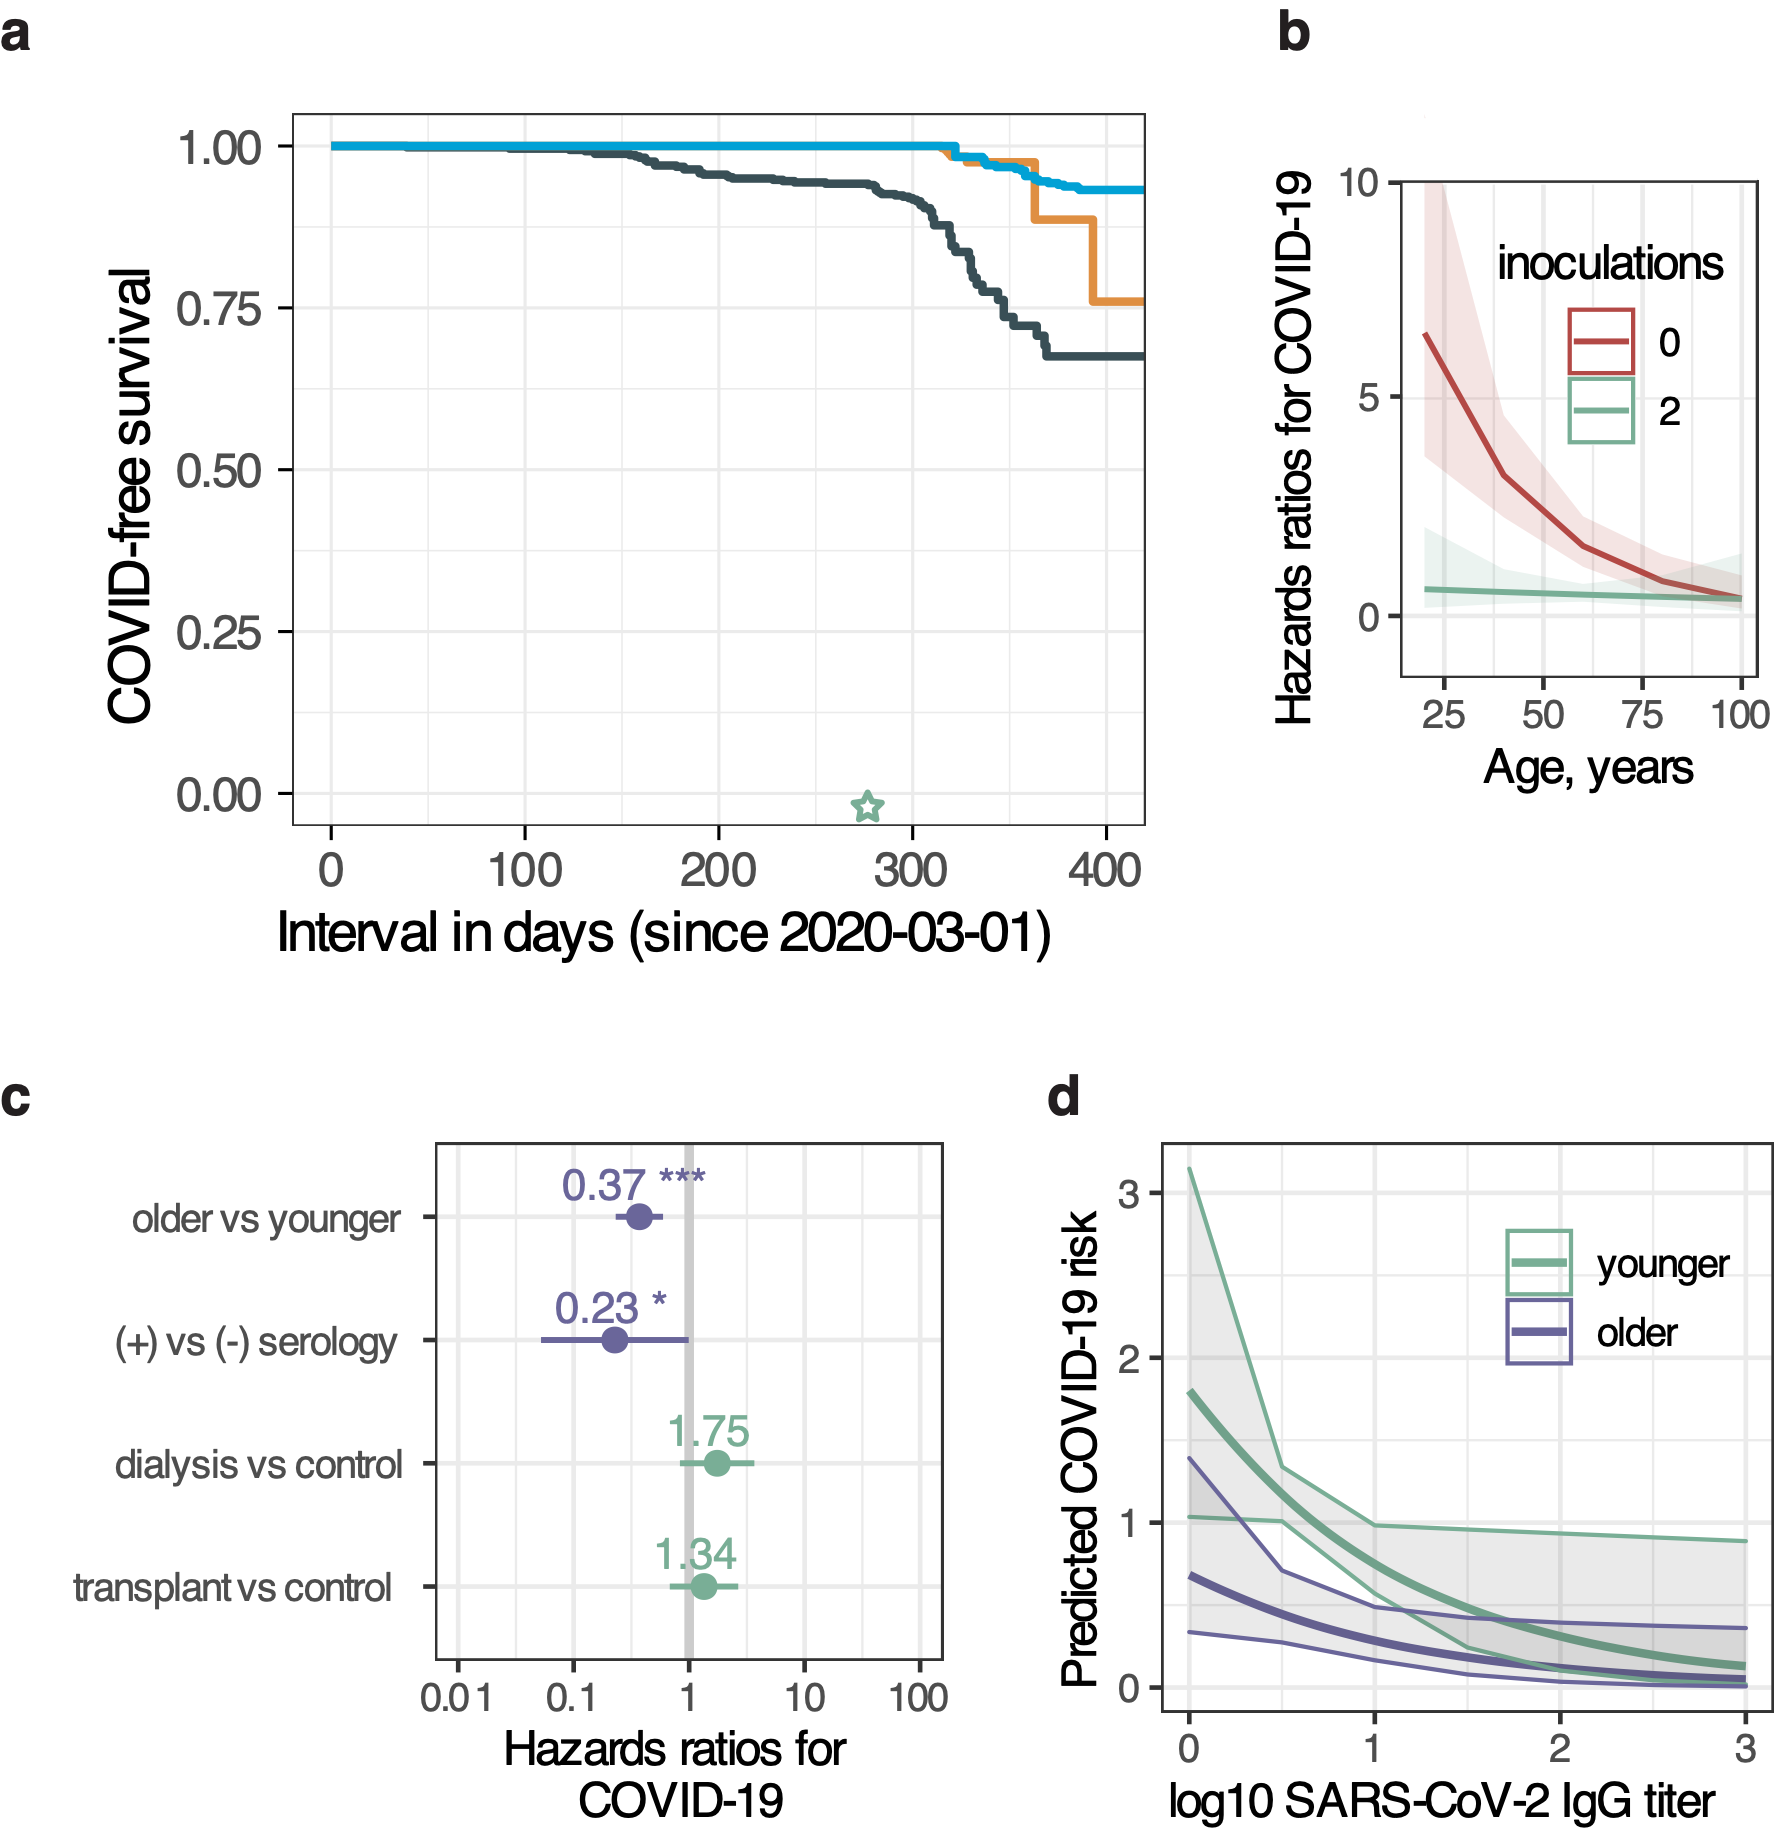 a
COVID-free survival
1.00
0.75
0.50
0.25
0.00
0 100 200 300 400
Interval in days (since 2020-03-01)
b
Hazards ratios for COVID-19
10
5
0
inoculations
0
2
25 50 75 100
Age, years
c
older vs younger
(+) vs (-) serology
dialysis vs control
transplant vs control
0.37 ***
0.23 *
1.75
1.34
0.01 0.1 1 10 100
Hazards ratios for
COVID-19
d
Predicted COVID-19 risk
3
2
1
0
younger
older
0 1 2 3
log10 SARS-CoV-2 IgG titer